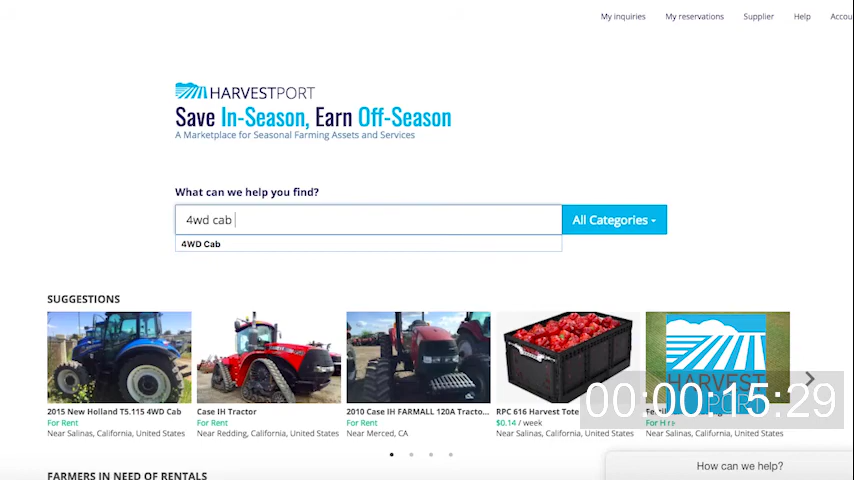 My inquiries My reservations Supplier Help Accou
HARVESTPORT
Save In-Season, Earn Off-Season
A Marketplace for Seasonal Farming Assets and Services
What can we help you find?
4wd cab
All Categories
4WD Cab
SUGGESTIONS
HARVEST
PORT
00:00:15:29
2015 New Holland T5.115 4WD Cab
For Rent
Near Salinas, California, United States
Case IH Tractor
For Rent
Near Redding, California, United States
2010 Case IH FARMALL 120A Tracto...
For Rent
Near Merced, CA
RPC 616 Harvest Tote
$0.14 / week
Near Salinas, California, United States
For Hire
Near Salinas, California, United States
How can we help?
FARMERS IN NEED OF RENTALS